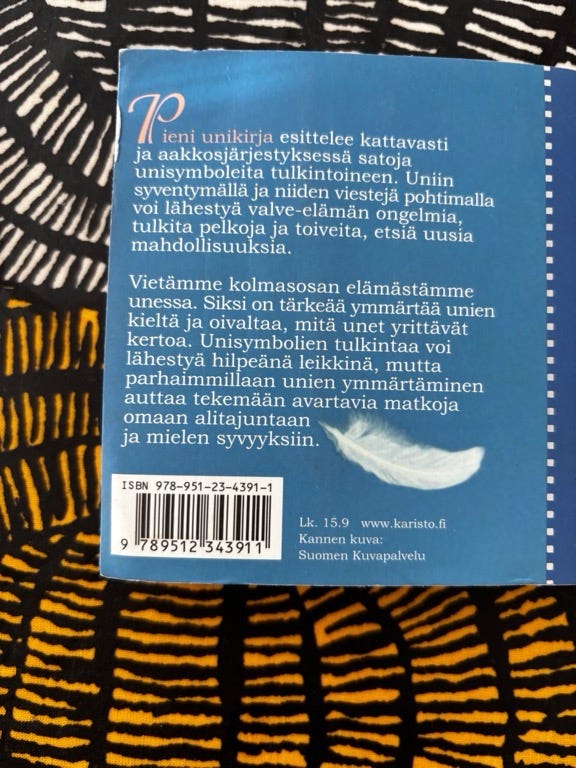 Pieni unikirja esittelee kattavasti
ja aakkosjärjestyksessä satoja
unisymboleita tulkintoineen. Uniin
syventymällä ja niiden viestejä pohtimalla
voi lähestyä valve-elämän ongelmia,
tulkita pelkoja ja toiveita, etsiä uusia
mahdollisuuksia.
Vietämme kolmasosan elämästämme
unessa. Siksi on tärkeää ymmärtää unien
kieltä ja oivaltaa, mitä unet yrittävät
kertoa. Unisymbolien tulkintaa voi
lähestyä hilpeänä leikkinä, mutta
parhaimmillaan unien ymmärtäminen
auttaa tekemään avartavia matkoja
omaan alitajuntaan
ja mielen syvyyksiin.
ISBN 978-951-23-4391-1
9 789512 343911
Lk. 15.9 www.karisto.fi
Kannen kuva:
Suomen Kuvapalvelu